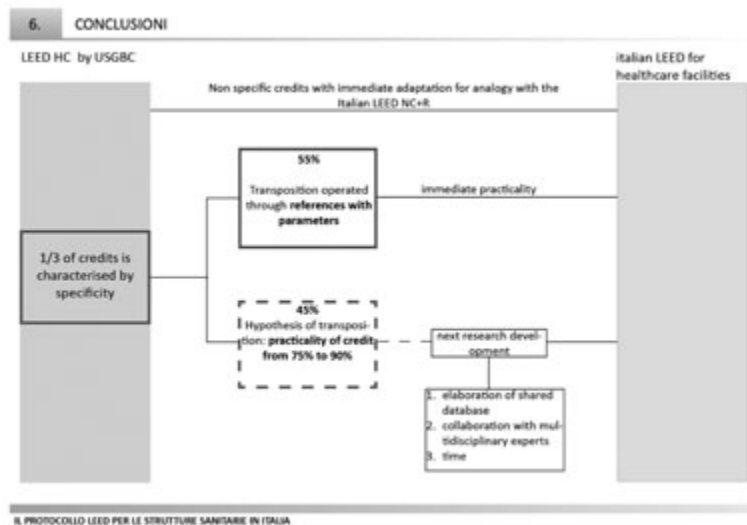 6. CONCLUSIONI
LEED HC by USGBC
italian LEED for
healthcare facilities
Non specific credits with immediate adaptation for analogy with the
Italian LEED NC+R
55%
Transposition operated
through references with
parameters
immediate practicality
1/3 of credits is
characterised by
specificity
45%
Hypothesis of transposi-
tion: practicality of credit
from 75% to 90%
next research devel-
opment
1. elaboration of shared
database
2. collaboration with mul-
tidisciplinary experts
3. time
IL PROTOCOLLO LEED PER LE STRUTTURE SANITARIE IN ITALIA